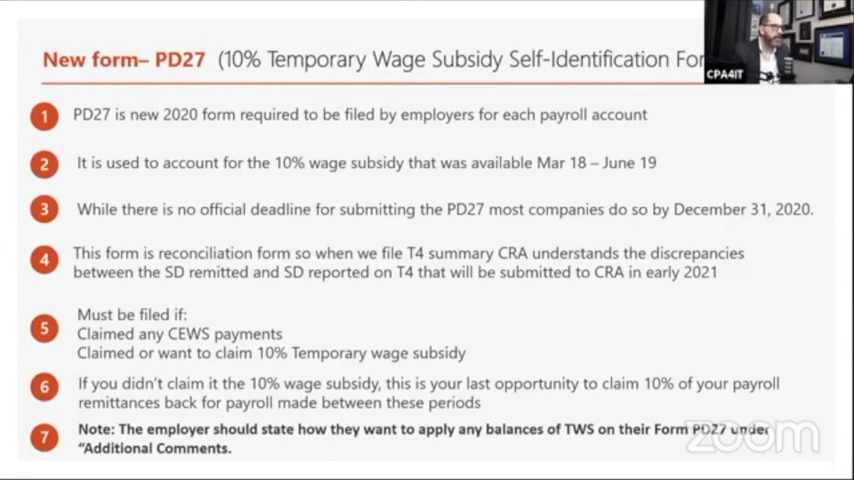 New form– PD27 (10% Temporary Wage Subsidy Self-Identification For
CPA4IT
1 PD27 is new 2020 form required to be filed by employers for each payroll account
2 It is used to account for the 10% wage subsidy that was available Mar 18 – June 19
3 While there is no official deadline for submitting the PD27 most companies do so by December 31, 2020.
4 This form is reconciliation form so when we file T4 summary CRA understands the discrepancies
between the SD remitted and SD reported on T4 that will be submitted to CRA in early 2021
5 Must be filed if:
Claimed any CEWS payments
Claimed or want to claim 10% Temporary wage subsidy
6 If you didn’t claim it the 10% wage subsidy, this is your last opportunity to claim 10% of your payroll
remittances back for payroll made between these periods
7 Note: The employer should state how they want to apply any balances of TWS on their Form PD27 under
“Additional Comments.
zoom